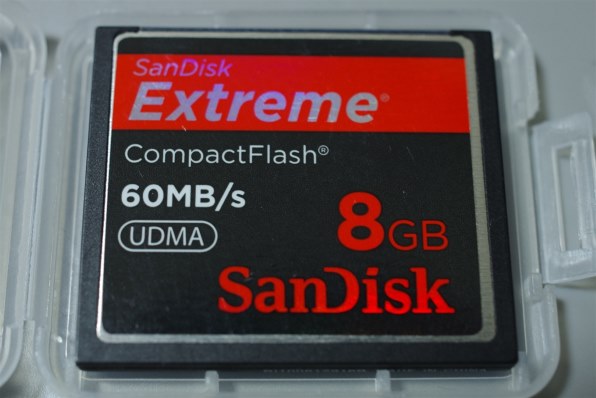 SanDisk
Extreme®
CompactFlash®
60MB/s
UDMA
8GB
SanDisk